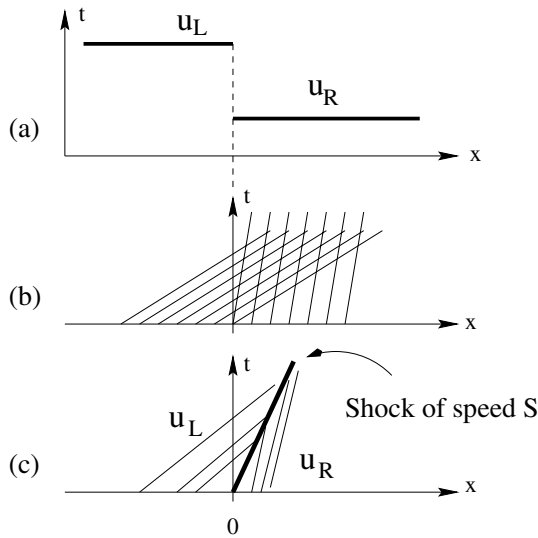 t
u_L
u_R
(a)
x
t
(b)
x
t
Shock of speed S
u_L
u_R
(c)
x
0